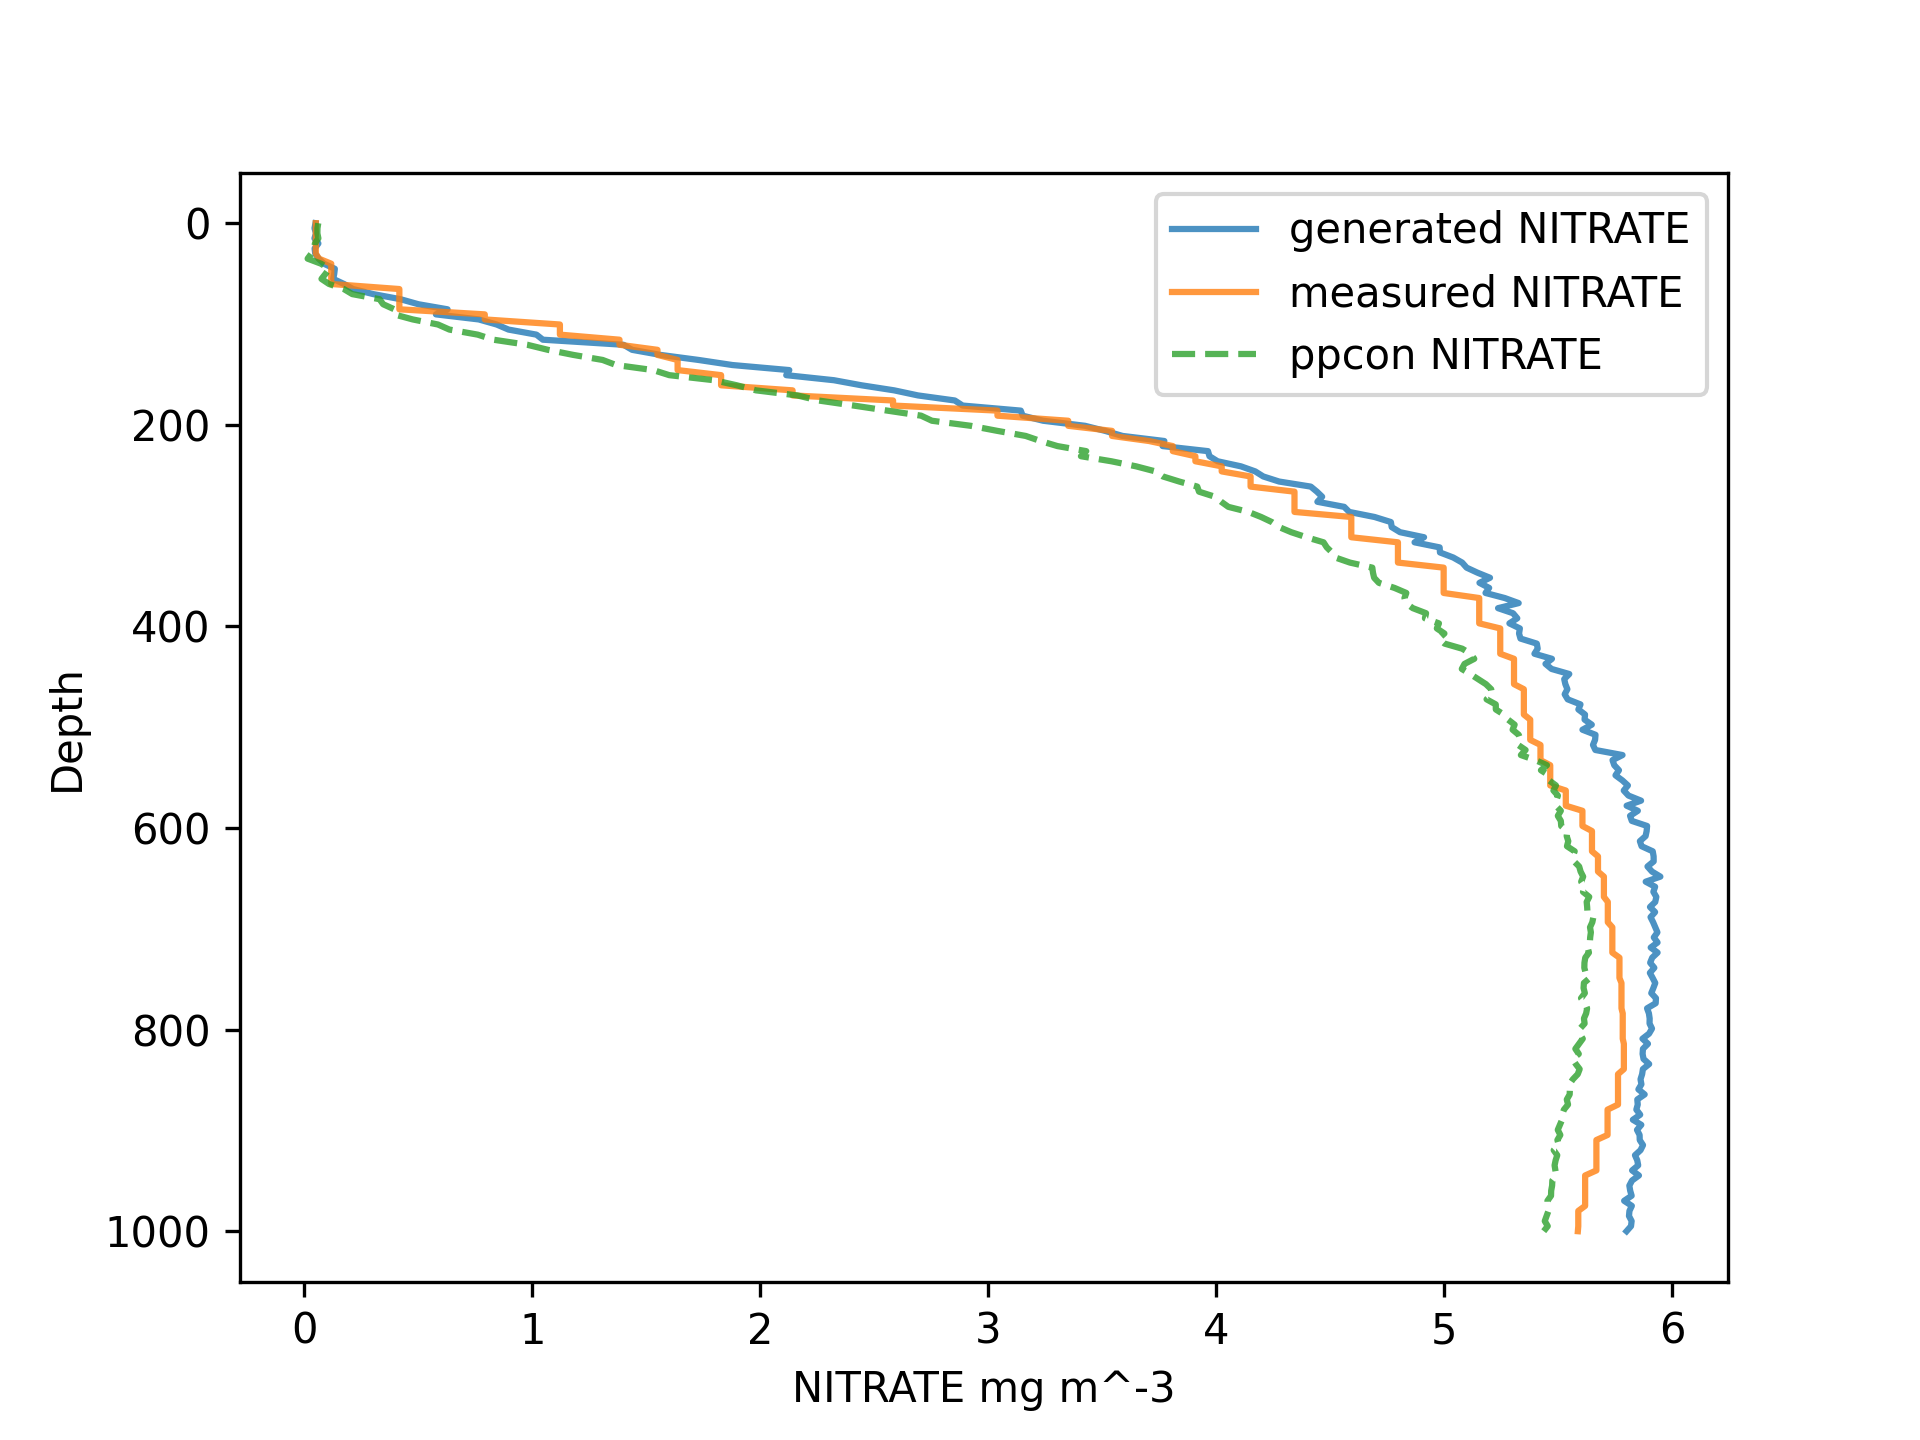 generated NITRATE
measured NITRATE
ppcon NITRATE
0
200
400
600
800
1000
Depth
0 1 2 3 4 5 6
NITRATE mg m^-3